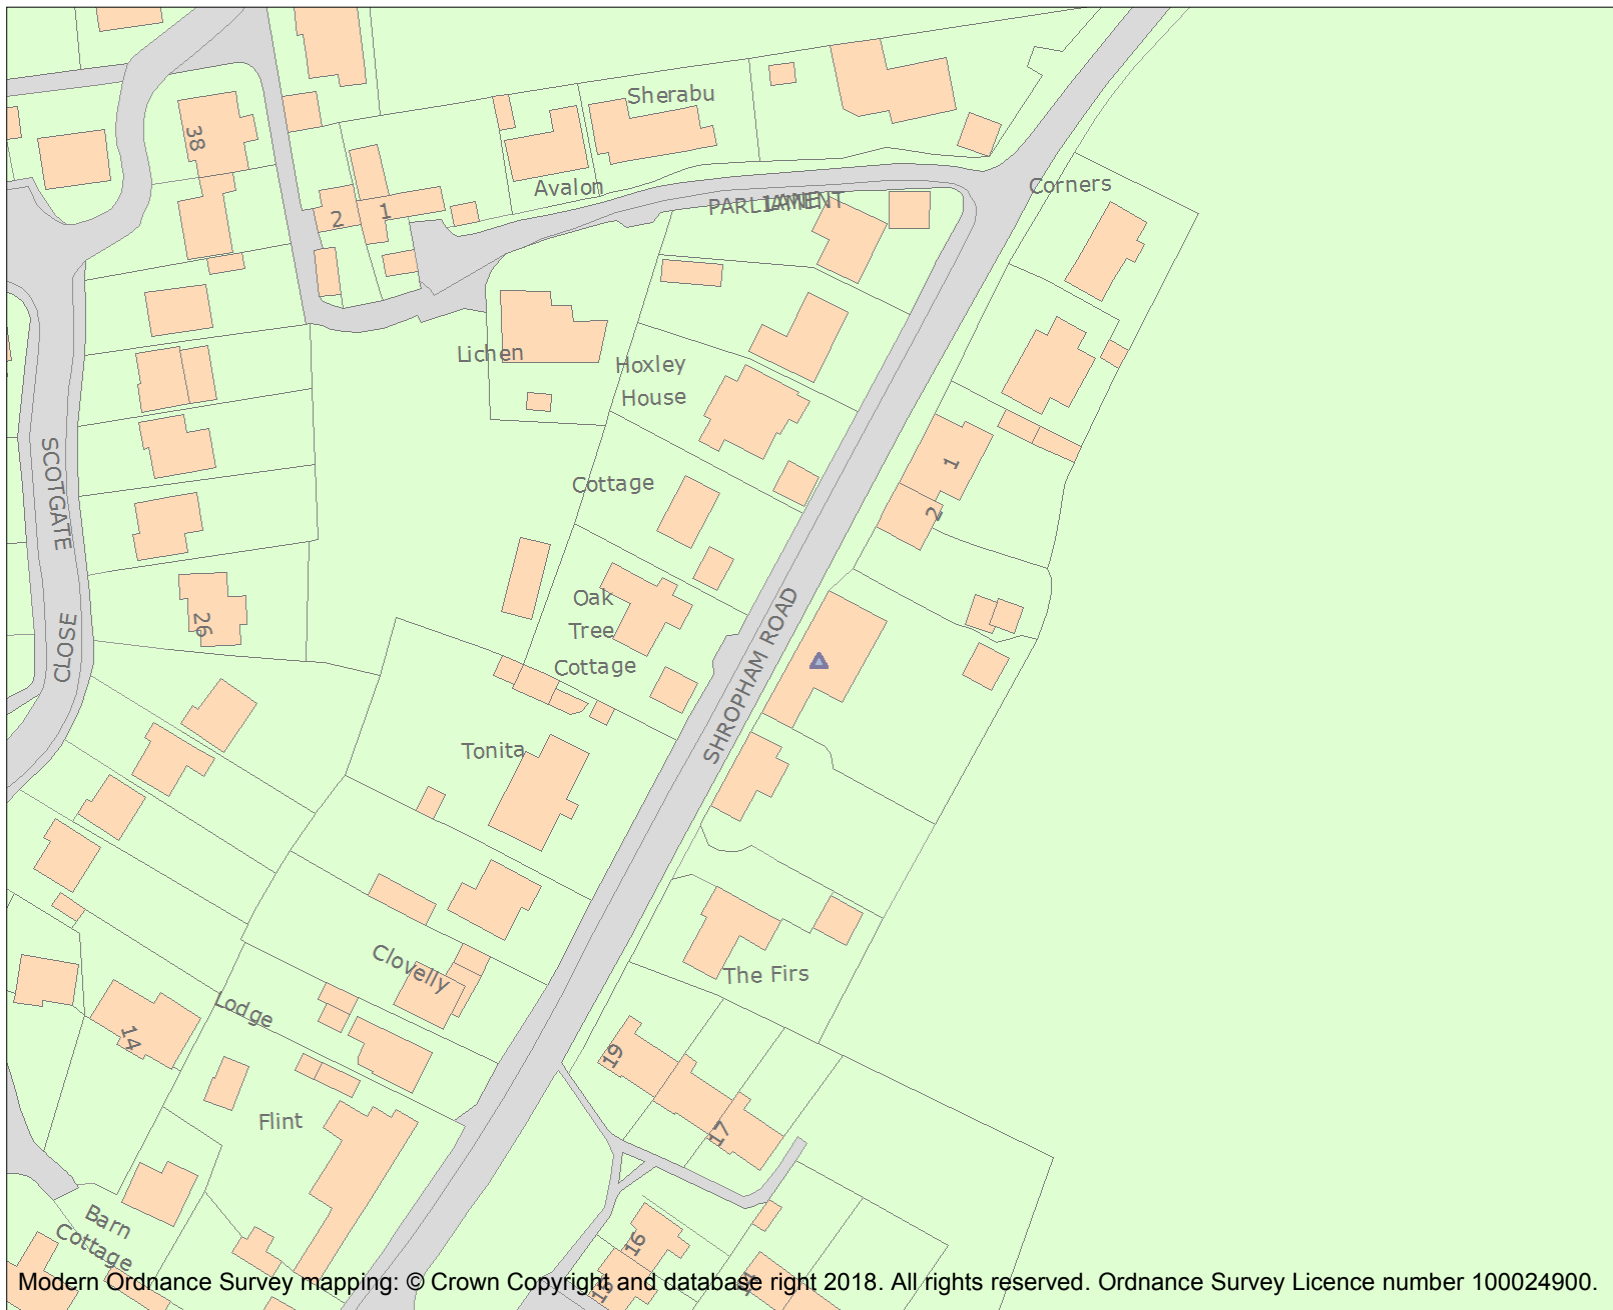 Sherabu
38
Avalon
Corners
2
1
PARLIAMENT
LANE
Lichen
Hoxley
House
1
SCOTGATE
Cottage
2
Oak
Tree
Cottage
26
CLOSE
SHROPHAM ROAD
Tonita
Clovelly
The Firs
Lodge
14
19
Flint
17
Barn
Cottage
16
Modern Ordnance Survey mapping: © Crown Copyright and database right 2018. All rights reserved. Ordnance Survey Licence number 100024900.